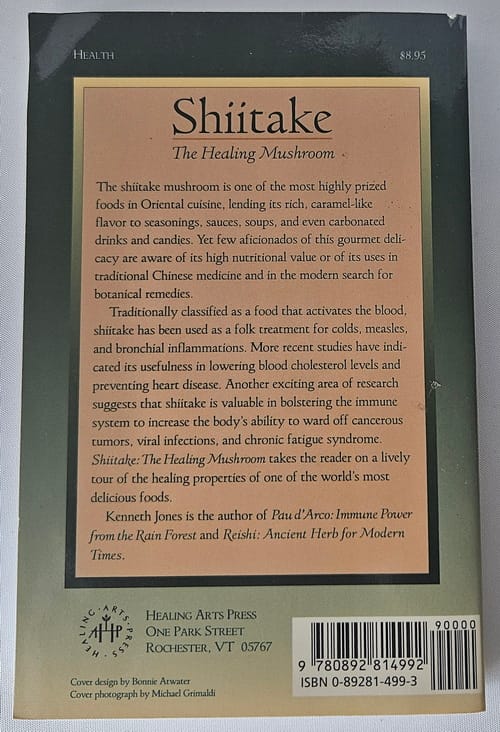 HEALTH
$8.95
Shiitake
The Healing Mushroom
The shiitake mushroom is one of the most highly prized
foods in Oriental cuisine, lending its rich, caramel-like
flavor to seasonings, sauces, soups, and even carbonated
drinks and candies. Yet few aficionados of this gourmet deli-
cacy are aware of its high nutritional value or of its uses in
traditional Chinese medicine and in the modern search for
botanical remedies.
Traditionally classified as a food that activates the blood,
shiitake has been used as a folk treatment for colds, measles,
and bronchial inflammations. More recent studies have indi-
cated its usefulness in lowering blood cholesterol levels and
preventing heart disease. Another exciting area of research
suggests that shiitake is valuable in bolstering the immune
system to increase the body's ability to ward off cancerous
tumors, viral infections, and chronic fatigue syndrome.
Shiitake: The Healing Mushroom takes the reader on a lively
tour of the healing properties of one of the world's most
delicious foods.
Kenneth Jones is the author of Pau d'Arco: Immune Power
from the Rain Forest and Reishi: Ancient Herb for Modern
Times.
HEALING · ARTS · PRESS ·
AHP
HEALING ARTS PRESS
ONE PARK STREET
ROCHESTER, VT 05767
Cover design by Bonnie Atwater
Cover photograph by Michael Grimaldi
90000
9 780892 814992
ISBN 0-89281-499-3